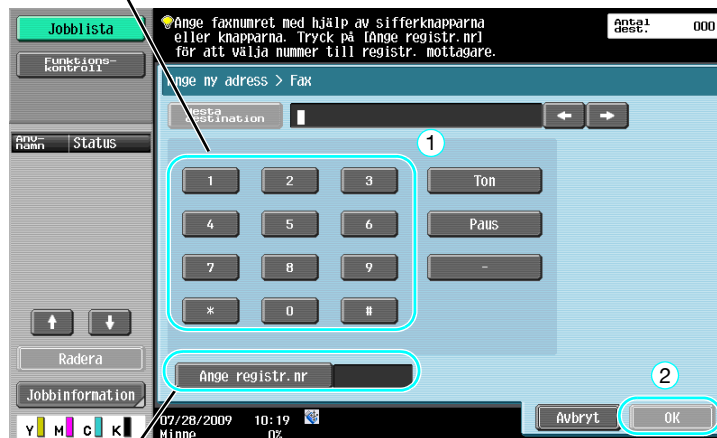 Jobblista
Funktions-
kontroll
Anv-
namn Status
Radera
Jobbinformation
Y M C K
Ange faxnumret med hjälp av sifferknapparna
eller knapparna. Tryck på [Ange registr.nr]
för att välja nummer till registr. mottagare.
Antal
dest. 000
Ange ny adress > Fax
Nästa
destination
1
1 2 3 Ton
4 5 6 Paus
7 8 9 -
* 0 #
Ange registr.nr
2
07/28/2009 10:19
Minne 0%
Avbryt OK